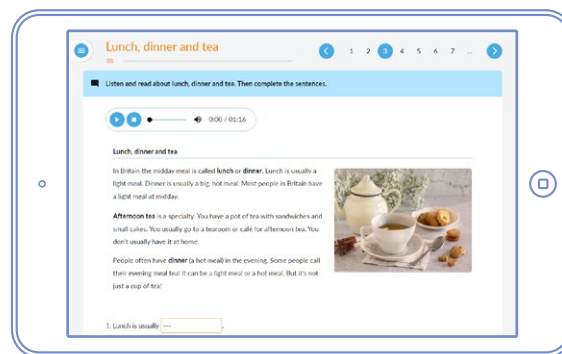 Lunch, dinner and tea
0%
1 2 3 4 5 6 7 ...
Listen and read about lunch, dinner and tea. Then complete the sentences.
0:00 / 01:16
Lunch, dinner and tea
In Britain the midday meal is called lunch or dinner. Lunch is usually a
light meal. Dinner is usually a big, hot meal. Most people in Britain have
a light meal at midday.
Afternoon tea is a specialty. You have a pot of tea with sandwiches and
small cakes. You usually go to a tearoom or café for afternoon tea. You
don't usually have it at home.
People often have dinner (a hot meal) in the evening. Some people call
their evening meal tea! It can be a light meal or a hot meal. But it's not
just a cup of tea!
1. Lunch is usually --- .